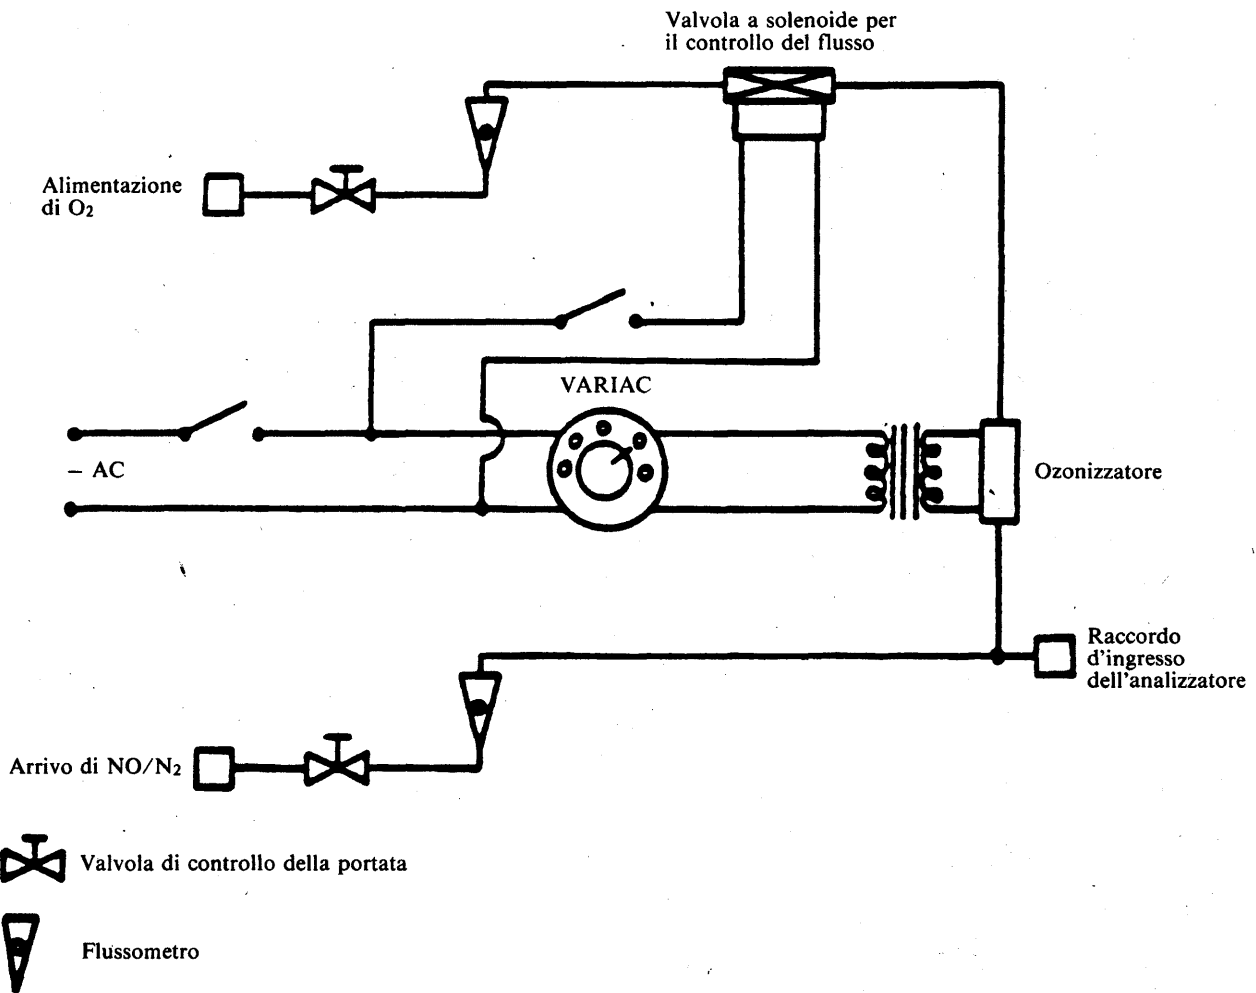 Valvola a solenoide per
il controllo del flusso
Alimentazione
di O2
VARIAC
– AC
Ozonizzatore
Raccordo
d'ingresso
dell'analizzatore
Arrivo di NO/N2
Valvola di controllo della portata
Flussometro